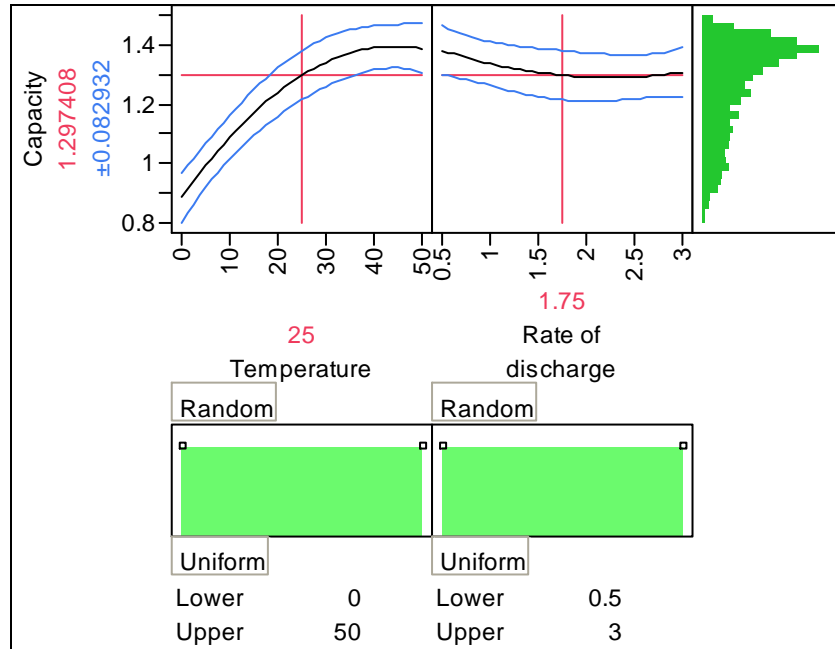 Capacity
1.297408
±0.082932
1.4
1.2
1
0.8
0 10 20 30 40 50 0.5 1 1.5 2 2.5 3
1.75
25 Rate of
Temperature discharge
Random Random
Uniform Uniform
Lower 0 Lower 0.5
Upper 50 Upper 3